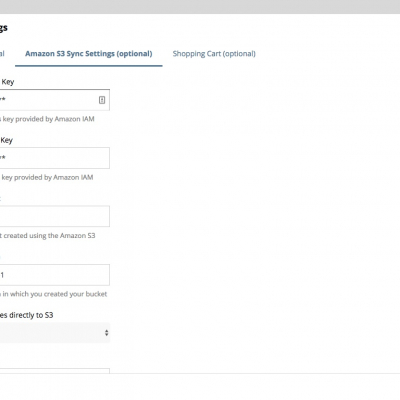 gs
al Amazon S3 Sync Settings (optional) Shopping Cart (optional)
Key
**
s key provided by Amazon IAM
Key
**
key provided by Amazon IAM
t created using the Amazon S3
1
n in which you created your bucket
es directly to S3